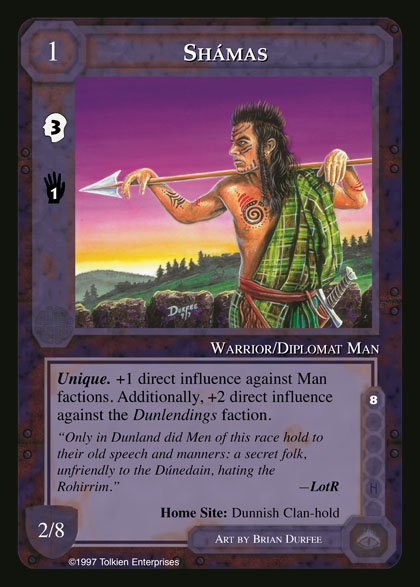 1
Shámas
3
1
Durfee
Warrior/Diplomat Man
Unique. +1 direct influence against Man
factions. Additionally, +2 direct influence
against the Dunlendings faction.
8
“Only in Dunland did Men of this race hold to
their old speech and manners: a secret folk,
unfriendly to the Dúnedain, hating the
Rohirrim.” —LotR
H
Home Site: Dunnish Clan-hold
2/8
Art by Brian Durfee
©1997 Tolkien Enterprises